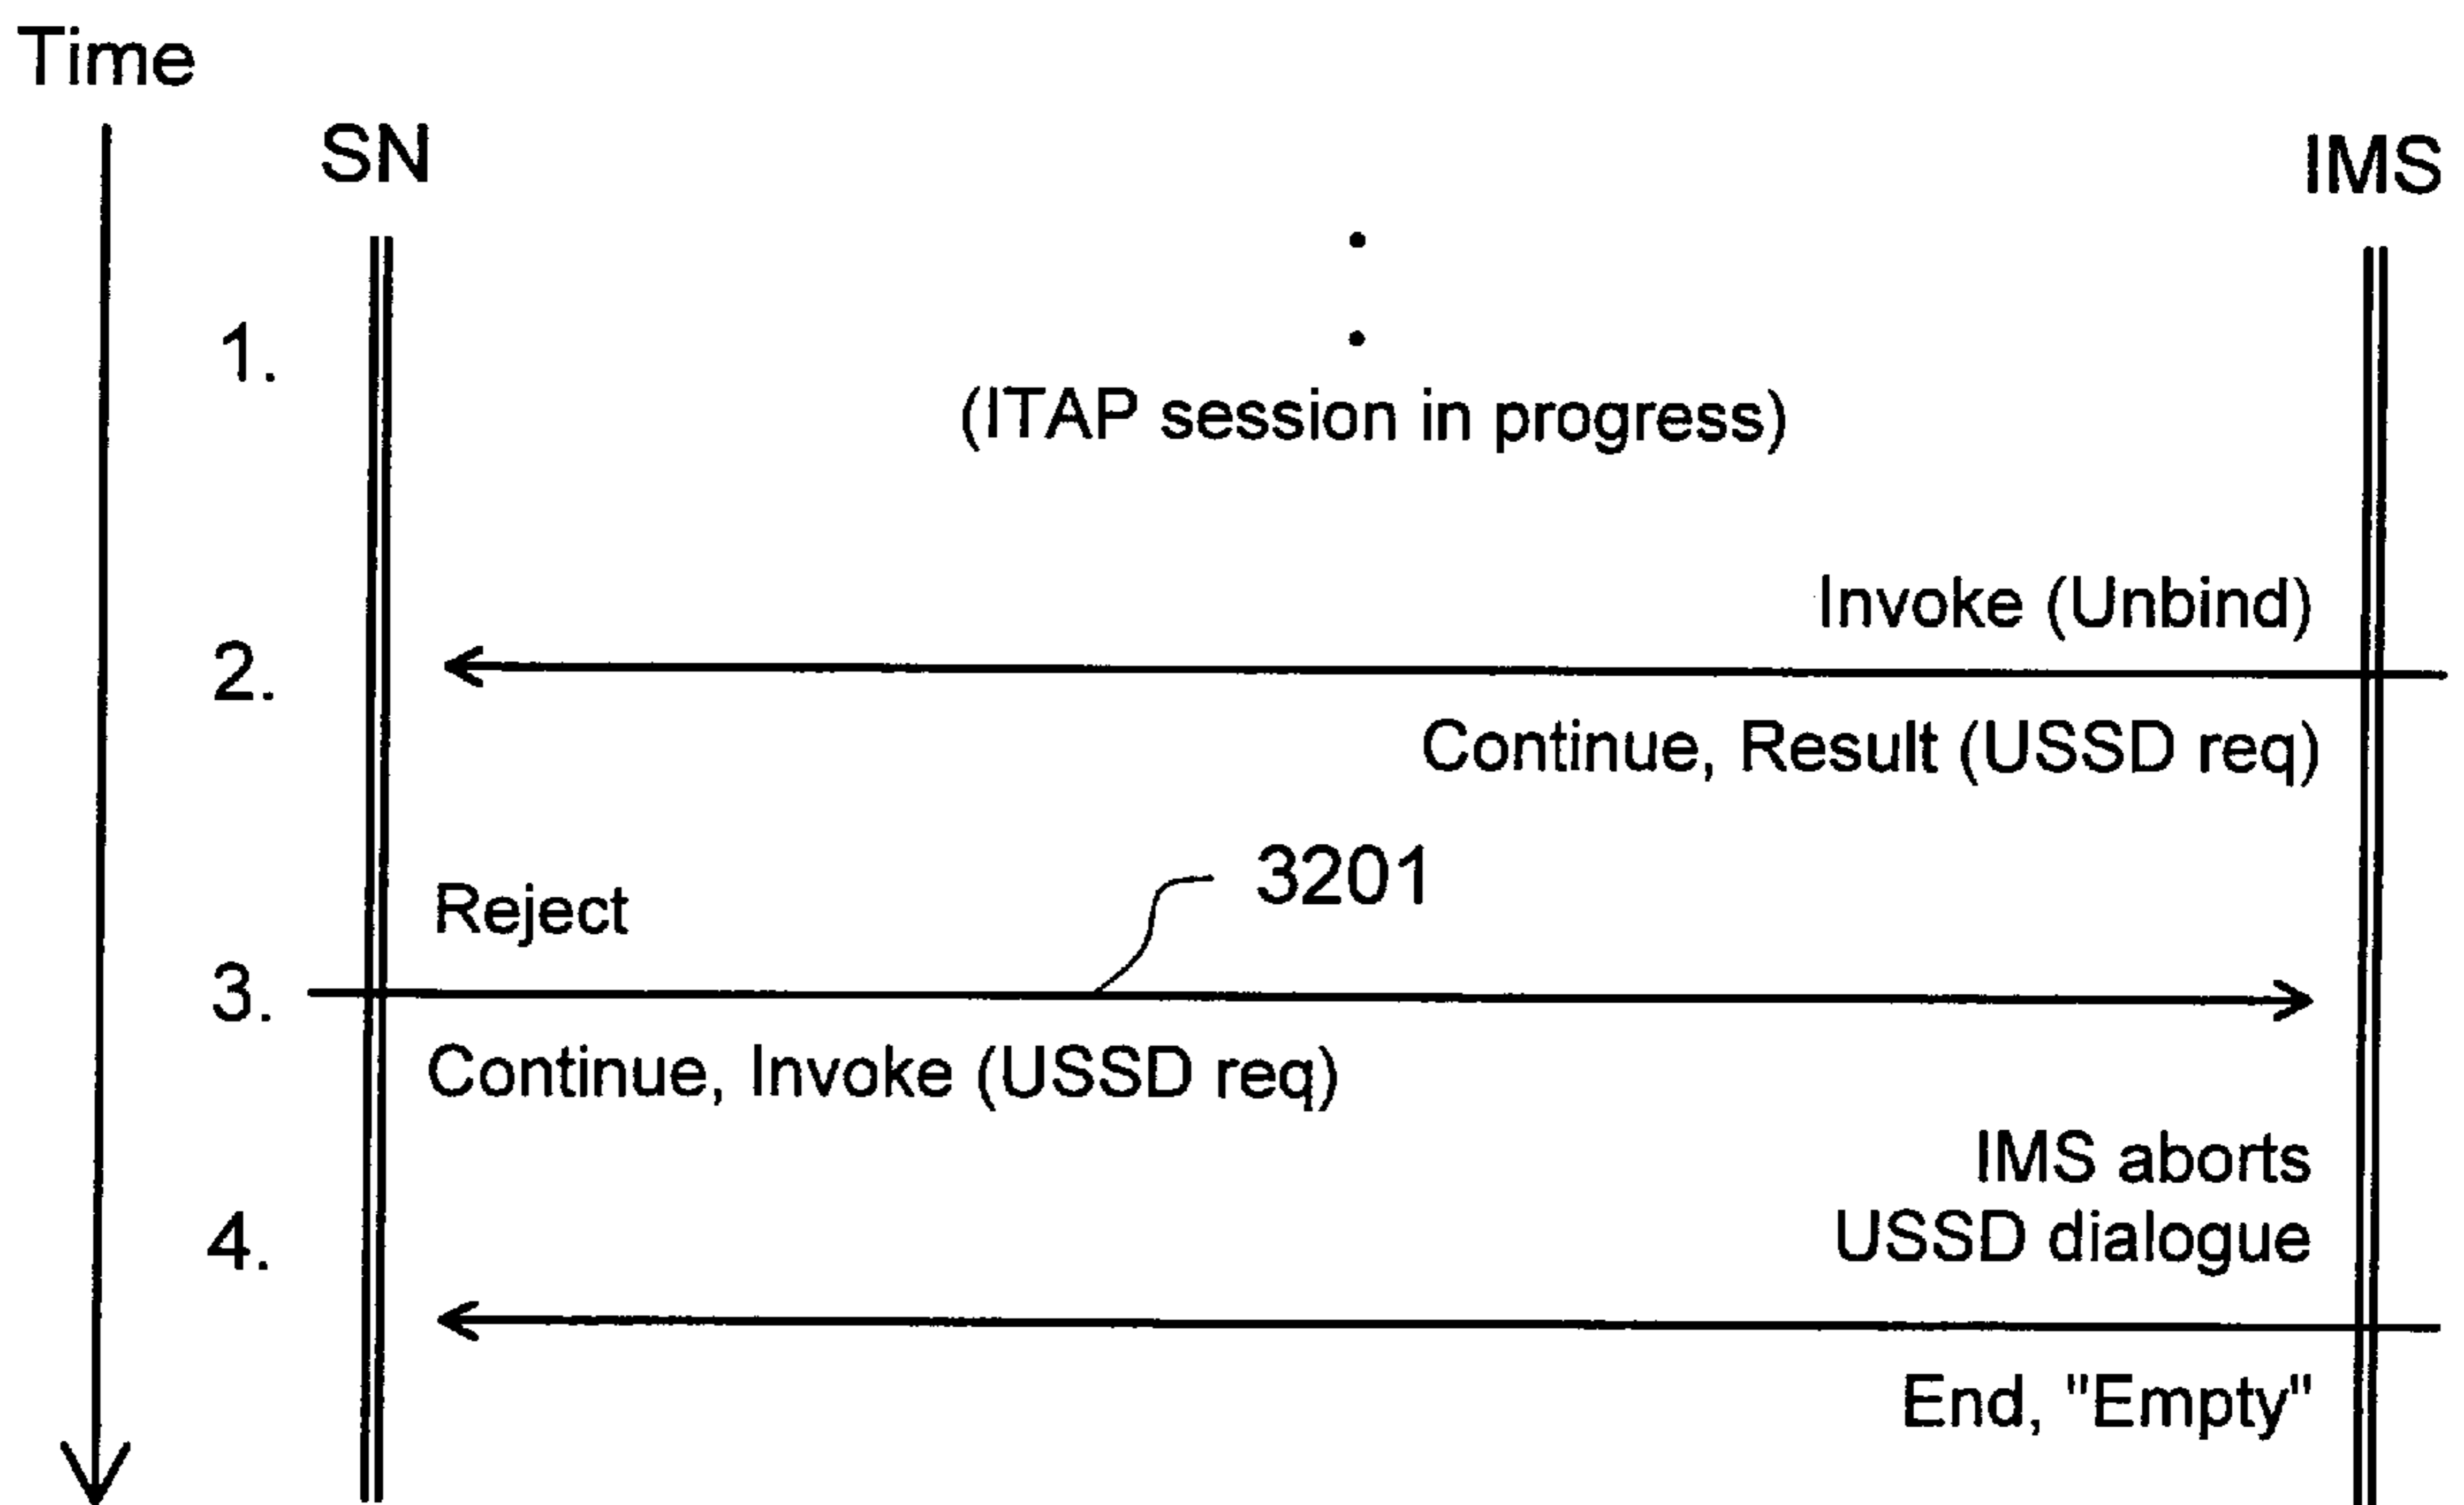 Time
SN
IMS
1.
(ITAP session in progress)
Invoke (Unbind)
2.
Continue, Result (USSD req)
3201
Reject
3.
Continue, Invoke (USSD req)
IMS aborts
USSD dialogue
4.
End, "Empty"